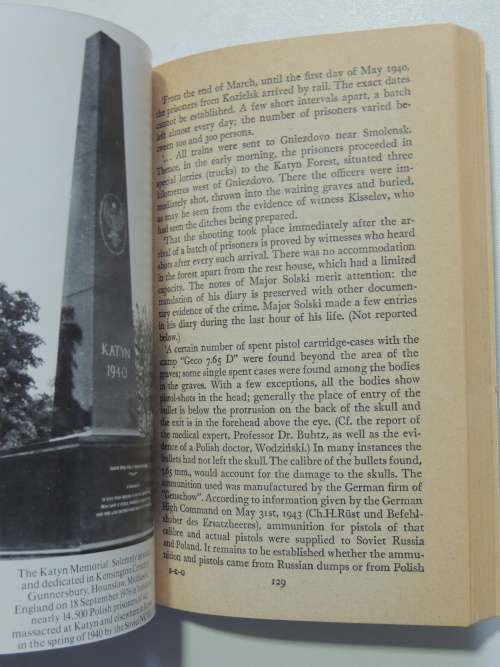 KATYN
1940
The Katyn Memorial Solemnly
and dedicated in Kensington
Gunnersbury, Hounslow,
England on 18 September 1976
nearly 14,500 Polish prisoners of
massacred at Katyn and
in the spring of 1940 by the
'From the end of March, until the first day of May 1940,
the prisoners from Kozielsk arrived by rail. The exact dates
cannot be established. A few short intervals apart, a batch
left almost every day; the number of prisoners varied be-
tween 100 and 300 persons.
'... All trains were sent to Gniezdovo near Smolensk.
Thence, in the early morning, the prisoners proceeded in
special lorries (trucks) to the Katyn Forest, situated three
kilometres west of Gniezdovo. There the officers were im-
mediately shot, thrown into the waiting graves and buried,
as may be seen from the evidence of witness Kisselev, who
had seen the ditches being prepared.
'That the shooting took place immediately after the ar-
rival of a batch of prisoners is proved by witnesses who heard
shots after every such arrival. There was no accommodation
in the forest apart from the rest house, which had a limited
capacity. The notes of Major Solski merit attention: the
translation of his diary is preserved with other documen-
tary evidence of the crime. Major Solski made a few entries
in his diary during the last hour of his life. (Not reported
below.)
'A certain number of spent pistol cartridge-cases with the
stamp "Geco 7.65 D" were found beyond the area of the
graves; some single spent cases were found among the bodies
in the graves. With a few exceptions, all the bodies show
pistol-shots in the head; generally the place of entry of the
bullet is below the protrusion on the back of the skull and
the exit is in the forehead above the eye. (Cf. the report of
the medical expert, Professor Dr. Buhtz, as well as the evi-
dence of a Polish doctor, Wodziński.) In many instances the
bullets had not left the skull. The calibre of the bullets found,
7.65 mm., would account for the damage to the skulls. The
ammunition used was manufactured by the German firm of
"Genschow". According to information given by the German
High Command on May 31st, 1943 (Ch.H.Rüst und Befehl-
shaber des Ersatzheeres), ammunition for pistols of that
calibre and actual pistols were supplied to Soviet Russia
and Poland. It remains to be established whether the ammu-
nition and pistols came from Russian dumps or from Polish
129